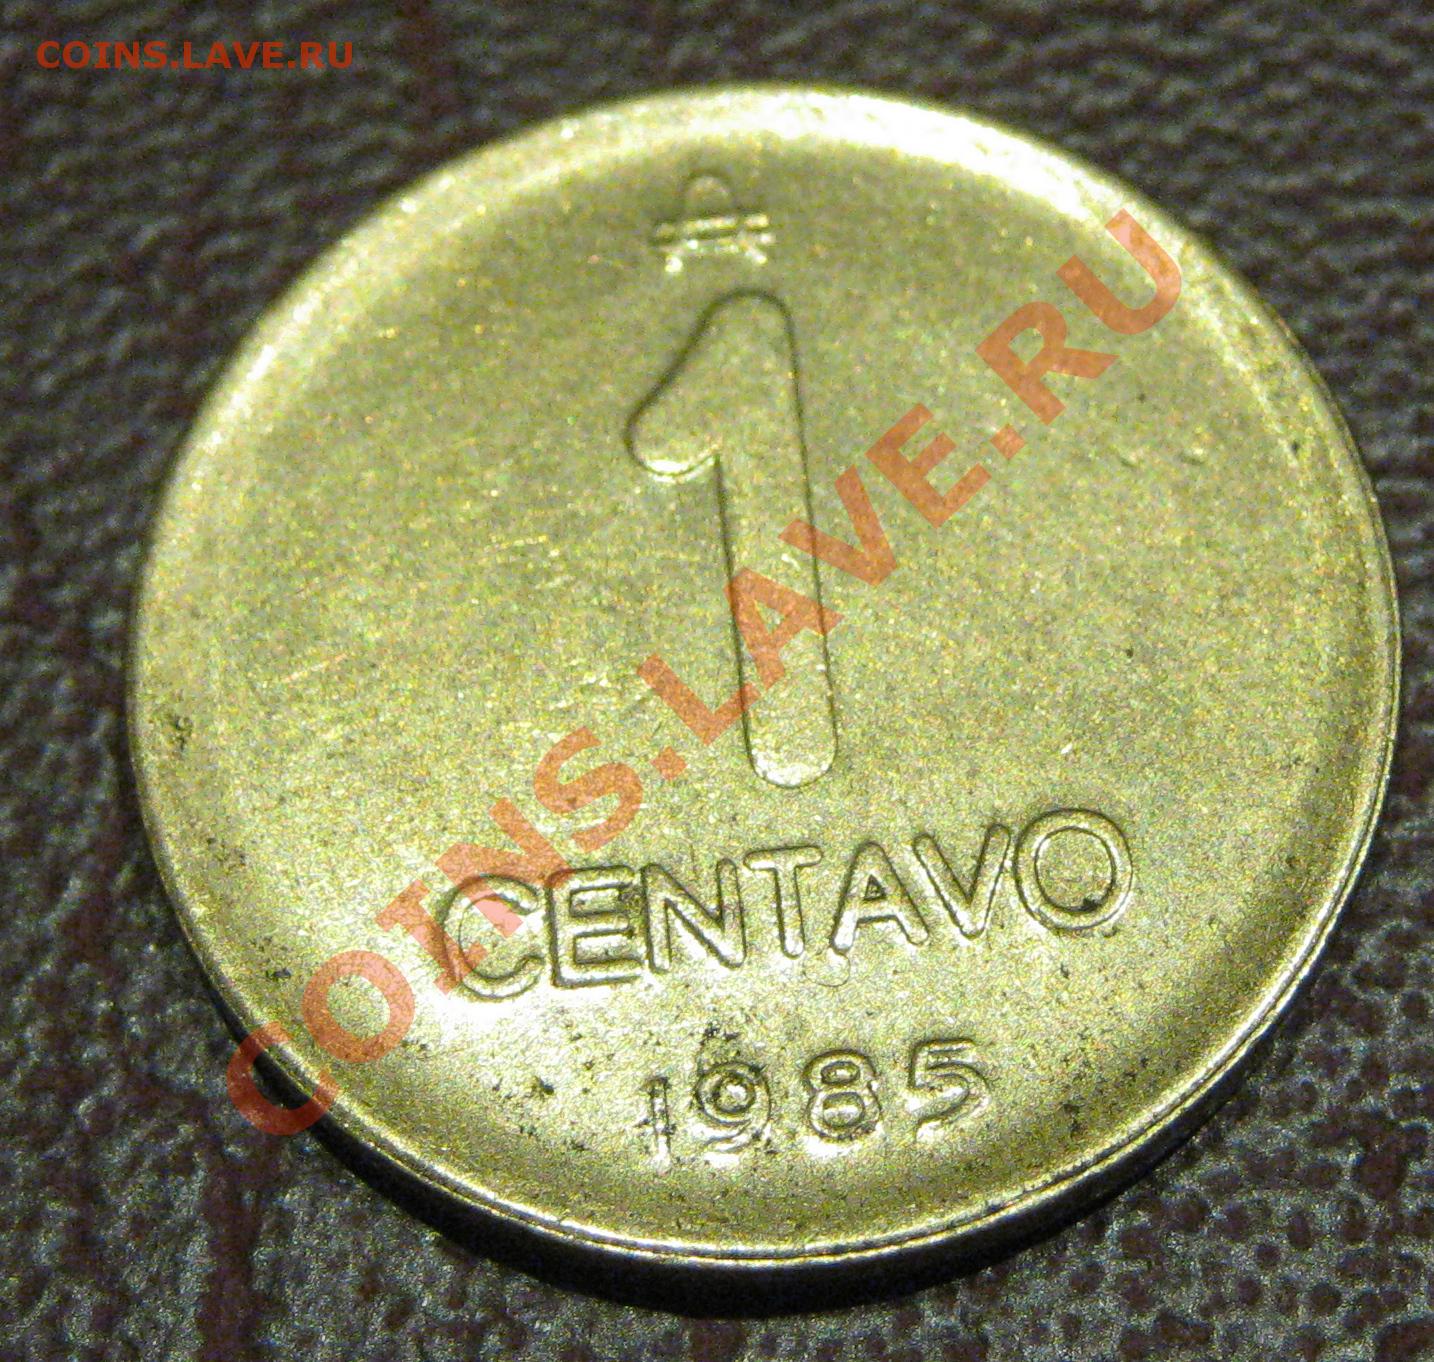 COINS.LAVE.RU
₳
1
CENTAVO
1985
COINS.LAVE.RU